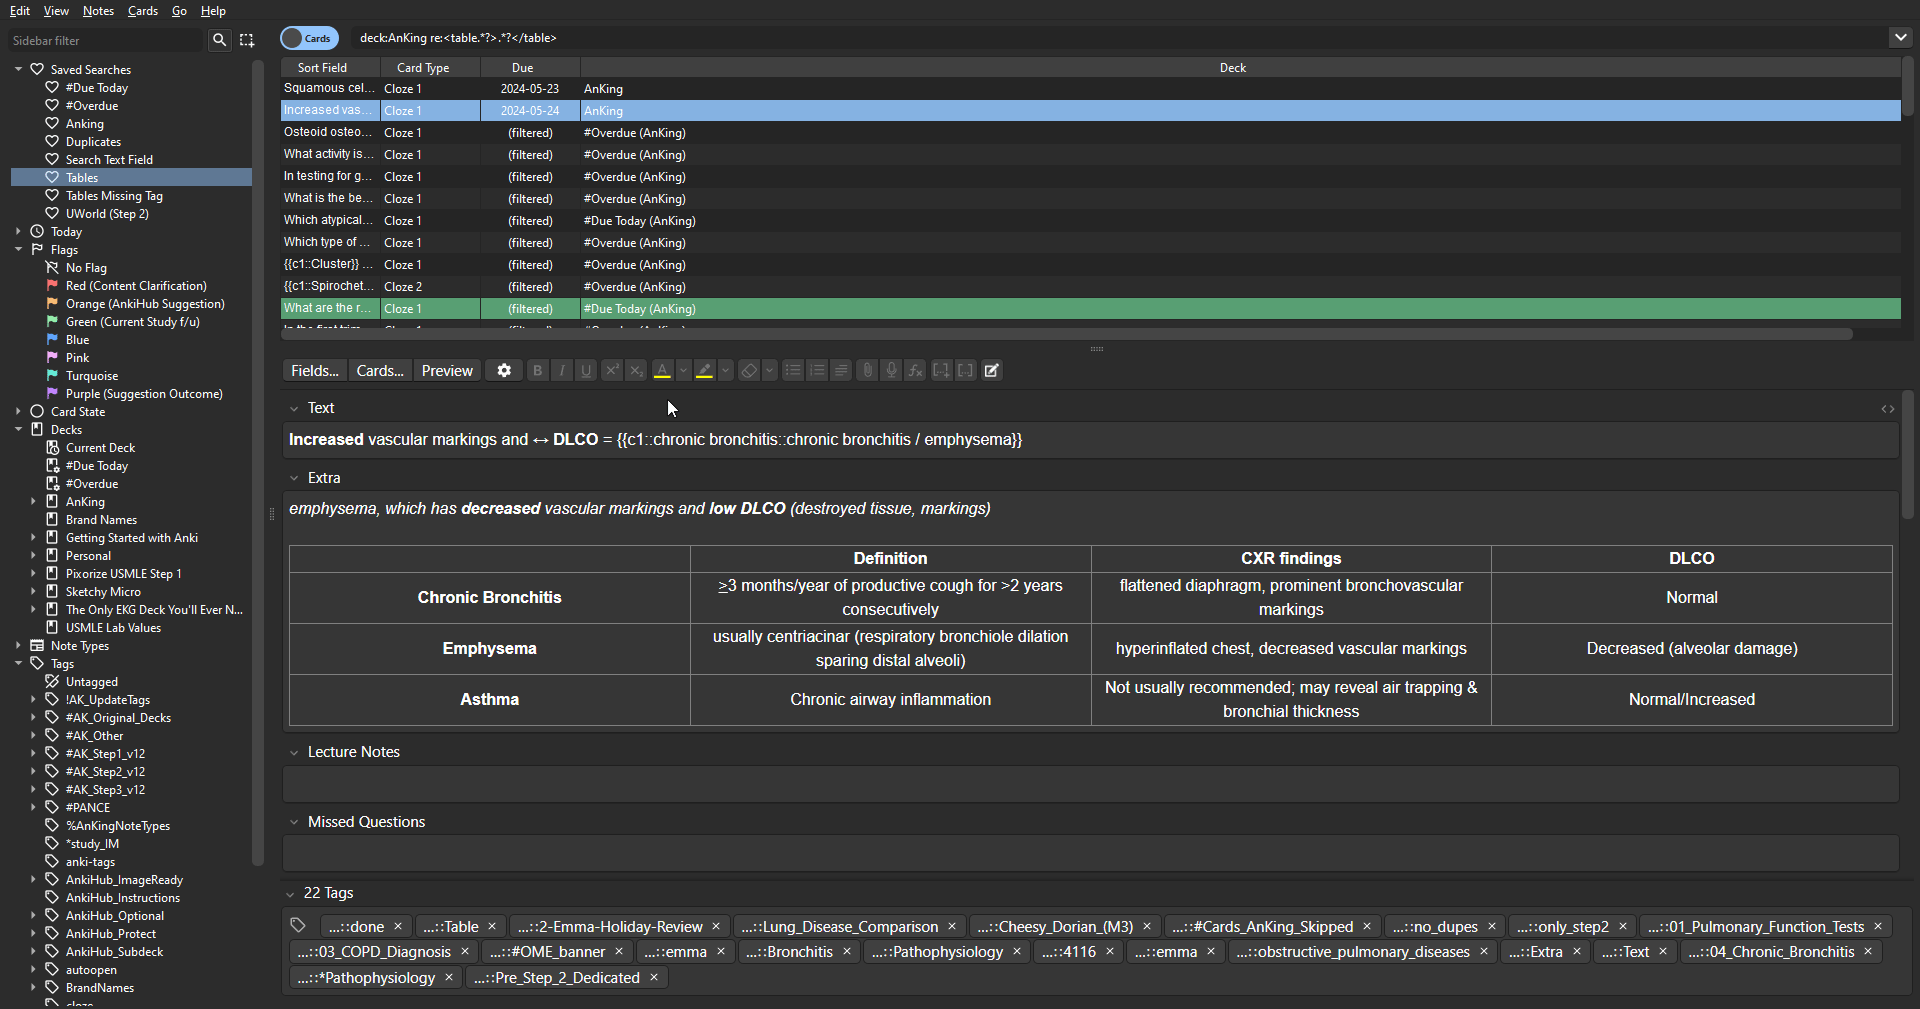 Edit View Notes Cards Go Help
Sidebar filter
Cards
deck:AnKing re:<table.*?>.*?</table>
Saved Searches
#Due Today
#Overdue
Anking
Duplicates
Search Text Field
Tables
Tables Missing Tag
UWorld (Step 2)
Today
Flags
No Flag
Red (Content Clarification)
Orange (AnkiHub Suggestion)
Green (Current Study f/u)
Blue
Pink
Turquoise
Purple (Suggestion Outcome)
Card State
Decks
Current Deck
#Due Today
#Overdue
AnKing
Brand Names
Getting Started with Anki
Personal
Pixorize USMLE Step 1
Sketchy Micro
The Only EKG Deck You'll Ever N...
USMLE Lab Values
Note Types
Tags
Untagged
!AK_UpdateTags
#AK_Original_Decks
#AK_Other
#AK_Step1_v12
#AK_Step2_v12
#AK_Step3_v12
#PANCE
%AnKingNoteTypes
*study_IM
anki-tags
AnkiHub_ImageReady
AnkiHub_Instructions
AnkiHub_Optional
AnkiHub_Protect
AnkiHub_Subdeck
autoopen
BrandNames
Sort Field Card Type Due Deck
Squamous cel... Cloze 1 2024-05-23 AnKing
Increased vas... Cloze 1 2024-05-24 AnKing
Osteoid osteo... Cloze 1 (filtered) #Overdue (AnKing)
What activity is... Cloze 1 (filtered) #Overdue (AnKing)
In testing for g... Cloze 1 (filtered) #Overdue (AnKing)
What is the be... Cloze 1 (filtered) #Overdue (AnKing)
Which atypical... Cloze 1 (filtered) #Due Today (AnKing)
Which type of ... Cloze 1 (filtered) #Overdue (AnKing)
{{c1::Cluster}} ... Cloze 1 (filtered) #Overdue (AnKing)
{{c1::Spirochet... Cloze 2 (filtered) #Overdue (AnKing)
What are the r... Cloze 1 (filtered) #Due Today (AnKing)
Fields... Cards... Preview
Text
Increased vascular markings and ↔ DLCO = {{c1::chronic bronchitis::chronic bronchitis / emphysema}}
Extra
emphysema, which has decreased vascular markings and low DLCO (destroyed tissue, markings)
Definition CXR findings DLCO
Chronic Bronchitis ≥3 months/year of productive cough for >2 years consecutively flattened diaphragm, prominent bronchovascular markings Normal
Emphysema usually centriacinar (respiratory bronchiole dilation sparing distal alveoli) hyperinflated chest, decreased vascular markings Decreased (alveolar damage)
Asthma Chronic airway inflammation Not usually recommended; may reveal air trapping & bronchial thickness Normal/Increased
Lecture Notes
Missed Questions
22 Tags
...::done × ...::Table × ...::2-Emma-Holiday-Review × ...::Lung_Disease_Comparison × ...::Cheesy_Dorian_(M3) × ...::#Cards_AnKing_Skipped × ...::no_dupes × ...::only_step2 × ...::01_Pulmonary_Function_Tests ×
...::03_COPD_Diagnosis × ...::#OME_banner × ...::emma × ...::Bronchitis × ...::Pathophysiology × ...::4116 × ...::emma × ...::obstructive_pulmonary_diseases × ...::Extra × ...::Text × ...::04_Chronic_Bronchitis ×
...::*Pathophysiology × ...::Pre_Step_2_Dedicated ×